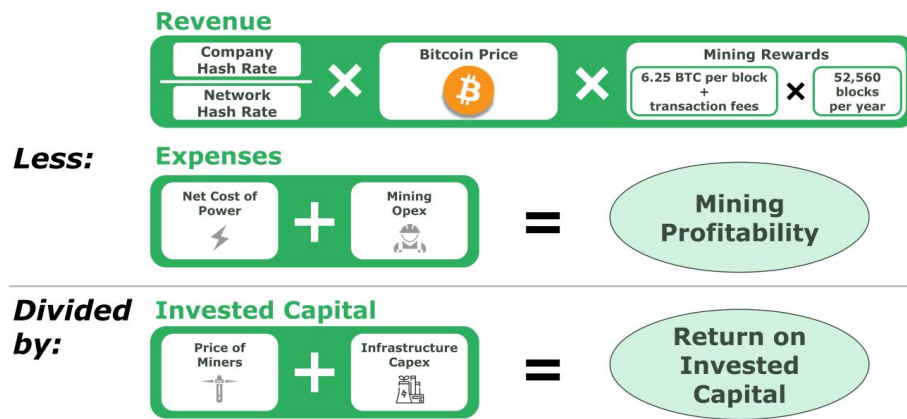 Revenue
Company
Hash Rate
Network
Hash Rate
×
Bitcoin Price
₿
×
Mining Rewards
6.25 BTC per block
+
transaction fees
×
52,560
blocks
per year
Less:
Expenses
Net Cost of
Power
+
Mining
Opex
=
Mining
Profitability
Divided
by:
Invested Capital
Price of
Miners
+
Infrastructure
Capex
=
Return on
Invested
Capital